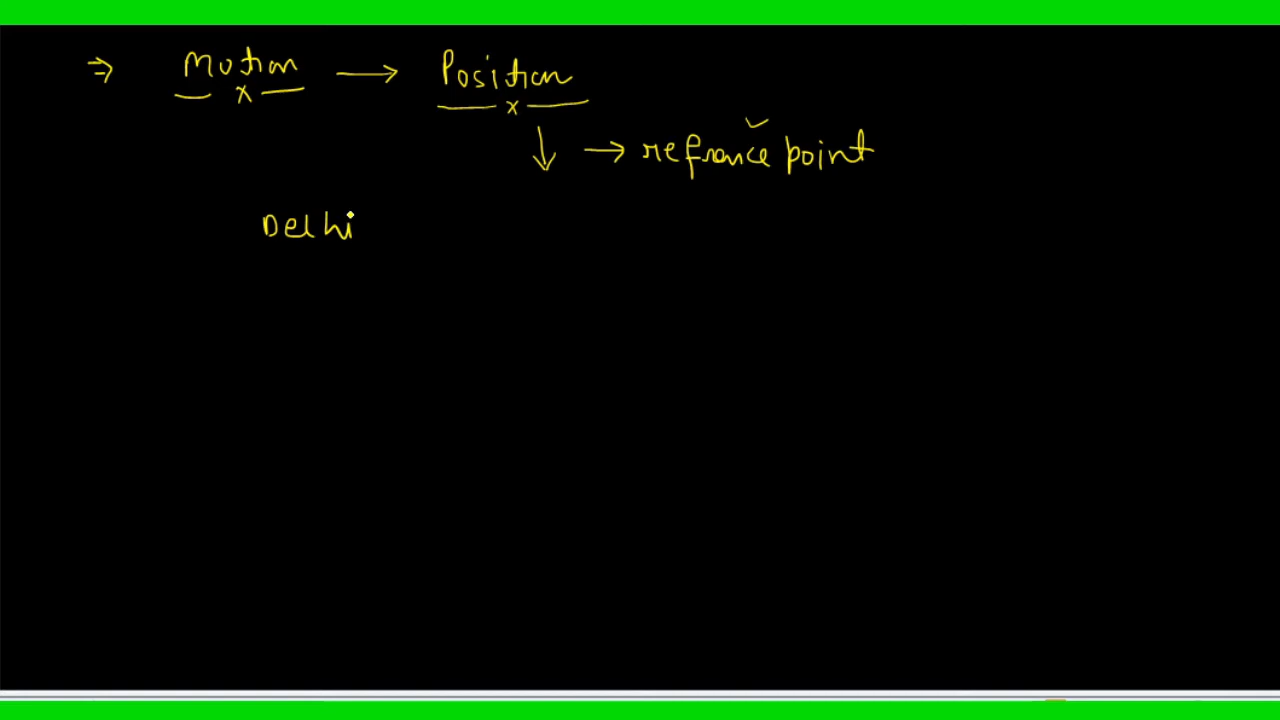 ⇒ Motion → Position
↓ → refrance point
Delhi